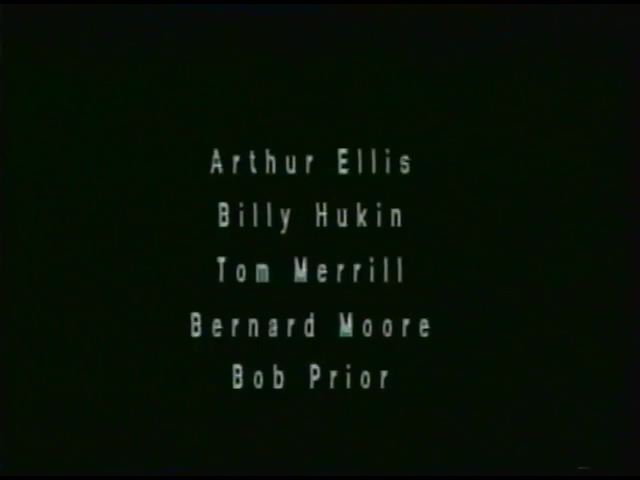 Arthur Ellis
Billy Hukin
Tom Merrill
Bernard Moore
Bob Prior